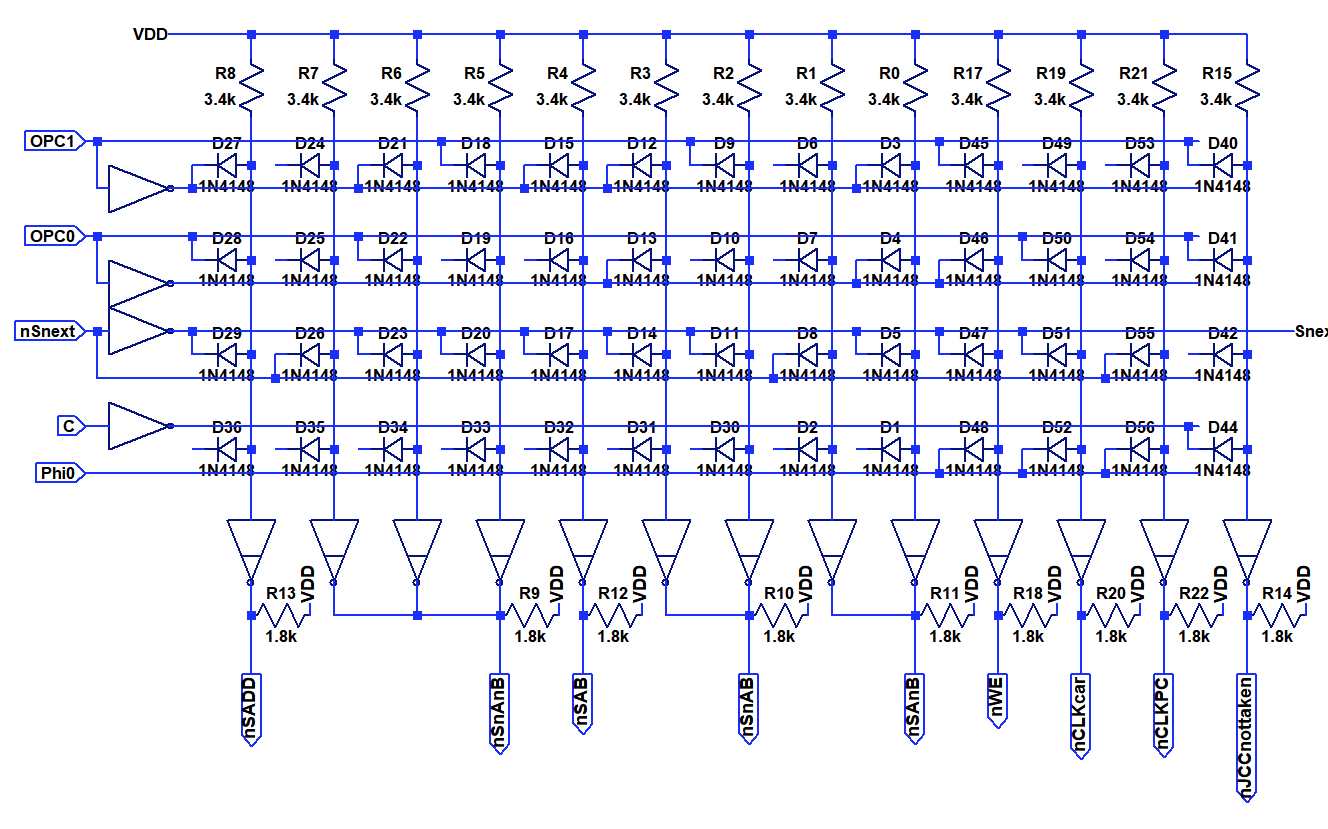 VDD
R8 R7 R6 R5 R4 R3 R2 R1 R0 R17 R19 R21 R15
3.4k 3.4k 3.4k 3.4k 3.4k 3.4k 3.4k 3.4k 3.4k 3.4k 3.4k 3.4k 3.4k
OPC1 D27 D24 D21 D18 D15 D12 D9 D6 D3 D45 D49 D53 D40
1N4148 1N4148 1N4148 1N4148 1N4148 1N4148 1N4148 1N4148 1N4148 1N4148 1N4148 1N4148 1N4148
OPC0 D28 D25 D22 D19 D16 D13 D10 D7 D4 D46 D50 D54 D41
1N4148 1N4148 1N4148 1N4148 1N4148 1N4148 1N4148 1N4148 1N4148 1N4148 1N4148 1N4148 1N4148
nSnext D29 D26 D23 D20 D17 D14 D11 D8 D5 D47 D51 D55 D42 Snex
1N4148 1N4148 1N4148 1N4148 1N4148 1N4148 1N4148 1N4148 1N4148 1N4148 1N4148 1N4148 1N4148
C D36 D35 D34 D33 D32 D31 D30 D2 D1 D48 D52 D56 D44
Phi0 1N4148 1N4148 1N4148 1N4148 1N4148 1N4148 1N4148 1N4148 1N4148 1N4148 1N4148 1N4148 1N4148
VDD VDD VDD VDD VDD VDD VDD VDD VDD
R13 R9 R12 R10 R11 R18 R20 R22 R14
1.8k 1.8k 1.8k 1.8k 1.8k 1.8k 1.8k 1.8k 1.8k
nSADD nSnAnB nSAB nSnAB nSAnB nWE nCLKcar nCLKPC nJCCnottaken